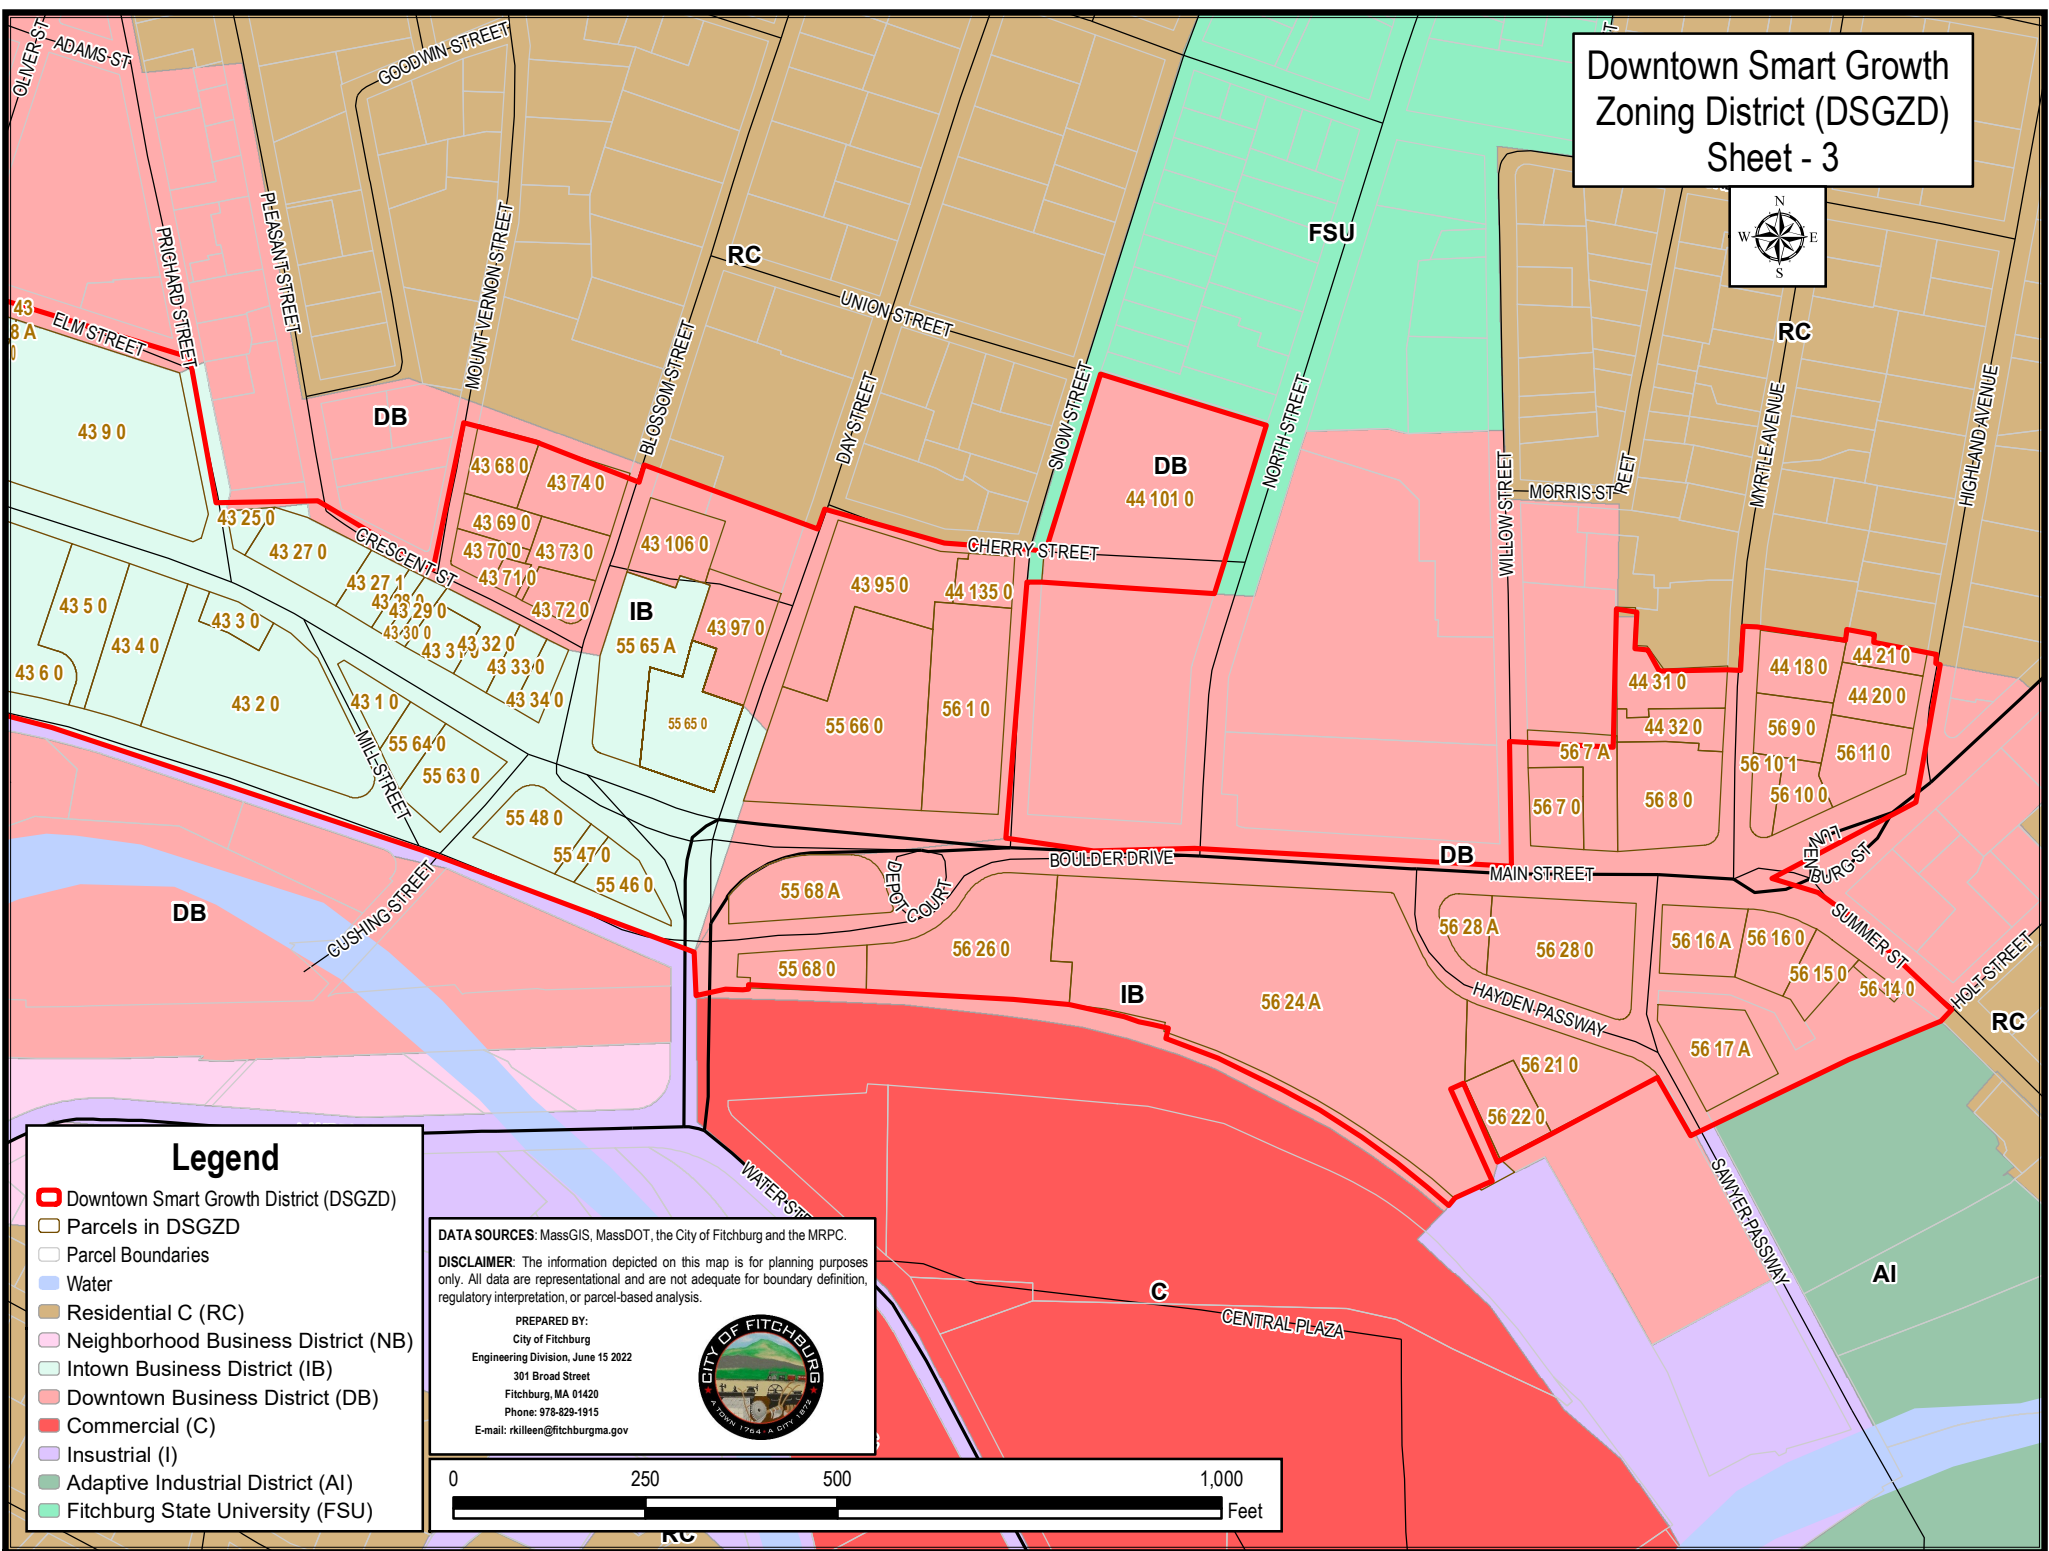 Downtown Smart Growth
Zoning District (DSGZD)
Sheet - 3
N
W
E
S
OLIVER ST
ADAMS ST
GOODWIN STREET
PRICHARD STREET
PLEASANT STREET
MOUNT VERNON STREET
BLOSSOM STREET
DAY STREET
UNION STREET
SNOW STREET
NORTH STREET
WILLOW STREET
MORRIS ST
REET
MYRTLE AVENUE
HIGHLAND AVENUE
ELM STREET
CRESCENT ST
CHERRY STREET
MILL STREET
CUSHING STREET
DEPOT COURT
BOULDER DRIVE
MAIN STREET
LUN
EN
BURG ST
SUMMER ST
HOLT STREET
HAYDEN PASSWAY
SAWYER PASSWAY
CENTRAL PLAZA
WATER ST
RC
FSU
RC
DB
DB
IB
DB
DB
IB
RC
C
AI
RC
43
8 A
43 9 0
43 25 0
43 27 0
43 27 1
43 28 0
43 29 0
43 30 0
43 31 0
43 32 0
43 33 0
43 34 0
43 5 0
43 4 0
43 3 0
43 6 0
43 2 0
43 1 0
55 64 0
55 63 0
55 48 0
55 47 0
55 46 0
43 68 0
43 74 0
43 69 0
43 70 0
43 73 0
43 71 0
43 72 0
43 106 0
43 97 0
55 65 A
55 65 0
43 95 0
44 135 0
55 66 0
56 1 0
44 101 0
44 31 0
44 32 0
56 7 A
56 7 0
56 8 0
44 18 0
44 21 0
44 20 0
56 9 0
56 11 0
56 10 1
56 10 0
55 68 A
55 68 0
56 26 0
56 24 A
56 28 A
56 28 0
56 16 A
56 16 0
56 15 0
56 14 0
56 17 A
56 21 0
56 22 0
Legend
Downtown Smart Growth District (DSGZD)
Parcels in DSGZD
Parcel Boundaries
Water
Residential C (RC)
Neighborhood Business District (NB)
Intown Business District (IB)
Downtown Business District (DB)
Commercial (C)
Insustrial (I)
Adaptive Industrial District (AI)
Fitchburg State University (FSU)
DATA SOURCES: MassGIS, MassDOT, the City of Fitchburg and the MRPC.
DISCLAIMER: The information depicted on this map is for planning purposes
only. All data are representational and are not adequate for boundary definition,
regulatory interpretation, or parcel-based analysis.
PREPARED BY:
City of Fitchburg
Engineering Division, June 15 2022
301 Broad Street
Fitchburg, MA 01420
Phone: 978-829-1915
E-mail: rkilleen@fitchburgma.gov
CITY OF FITCHBURG
A TOWN 1764 - A CITY 1872
0 250 500 1,000
Feet